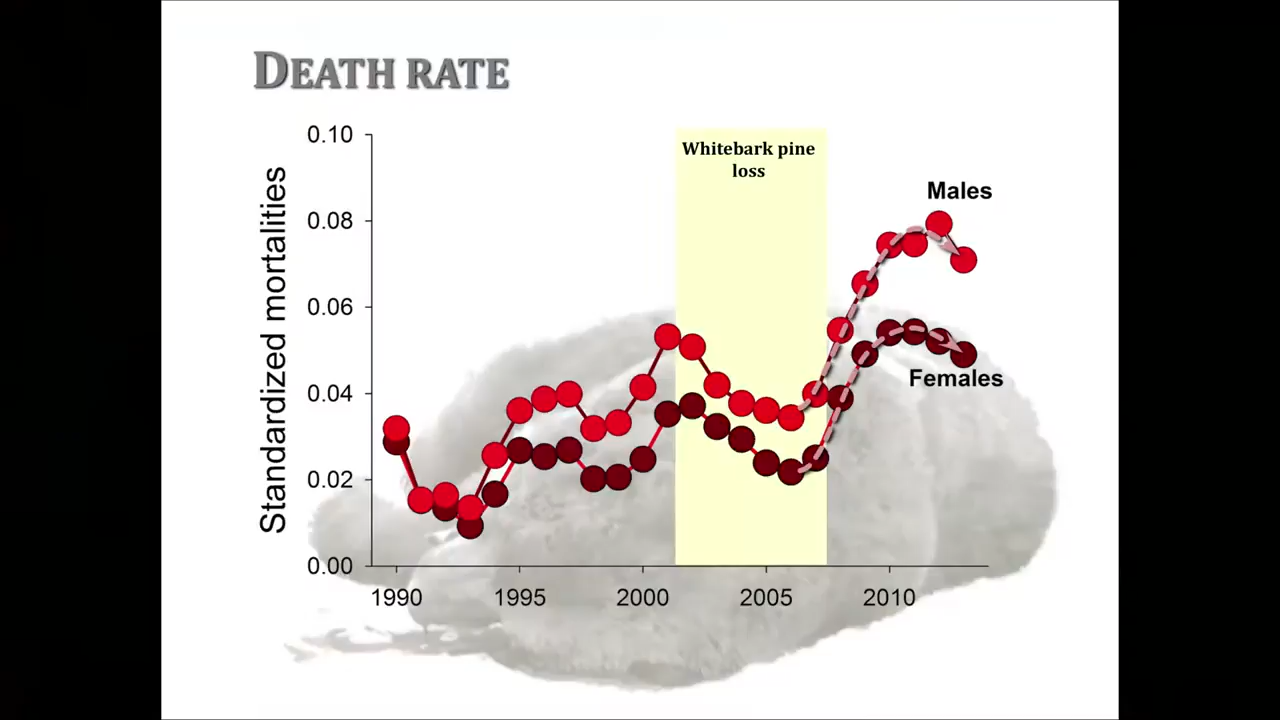 DEATH RATE
0.10
0.08
0.06
0.04
0.02
0.00
Standardized mortalities
Whitebark pine
loss
Males
Females
1990
1995
2000
2005
2010